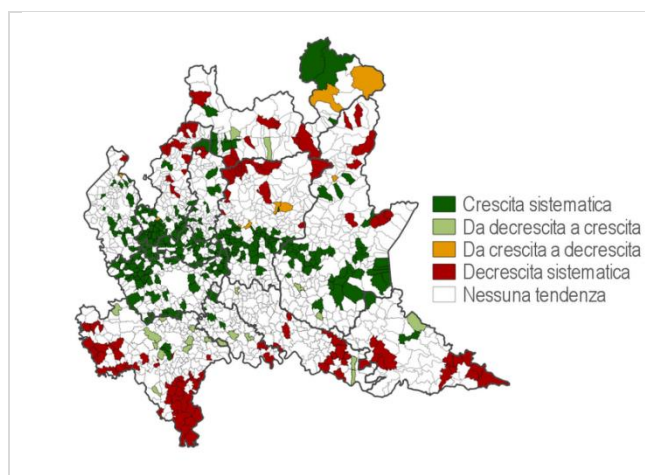 Crescita sistematica
Da decrescita a crescita
Da crescita a decrescita
Decrescita sistematica
Nessuna tendenza